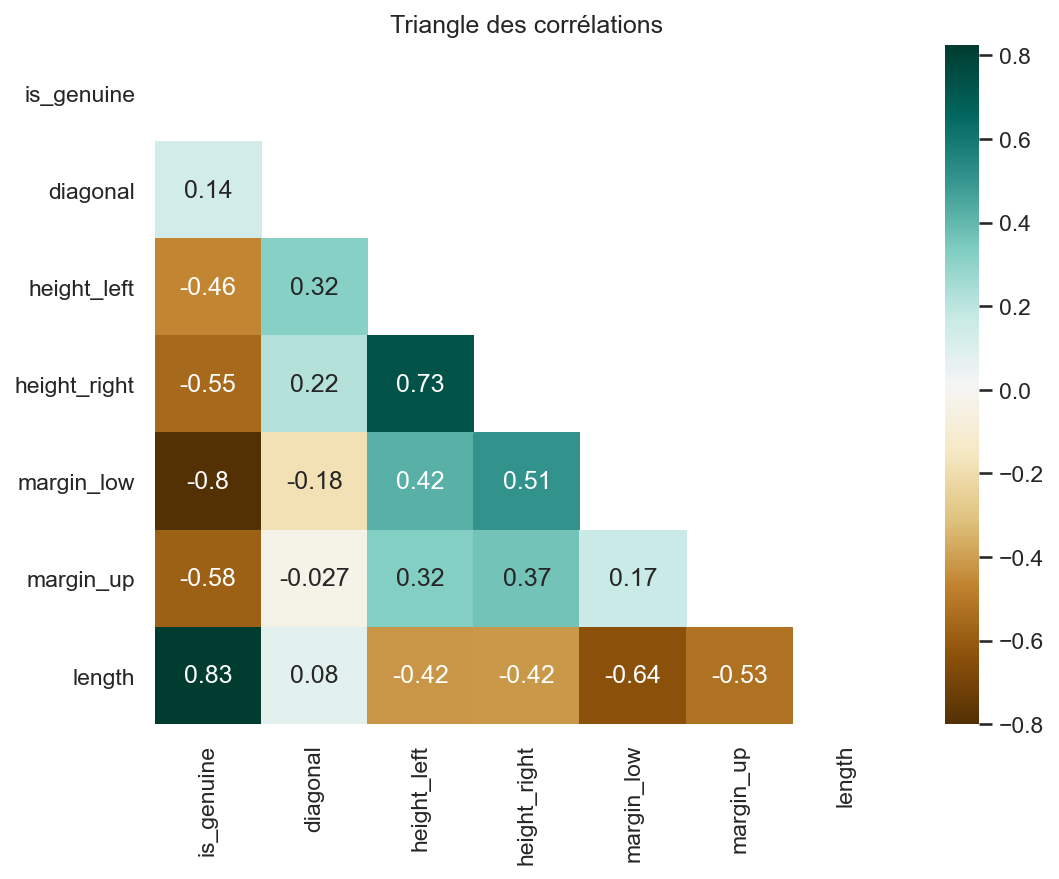 Triangle des corrélations
is_genuine
diagonal
0.14
height_left
-0.46 0.32
height_right
-0.55 0.22 0.73
margin_low
-0.8 -0.18 0.42 0.51
margin_up
-0.58 -0.027 0.32 0.37 0.17
length
0.83 0.08 -0.42 -0.42 -0.64 -0.53
is_genuine
diagonal
height_left
height_right
margin_low
margin_up
length
0.8
0.6
0.4
0.2
0.0
−0.2
−0.4
−0.6
−0.8